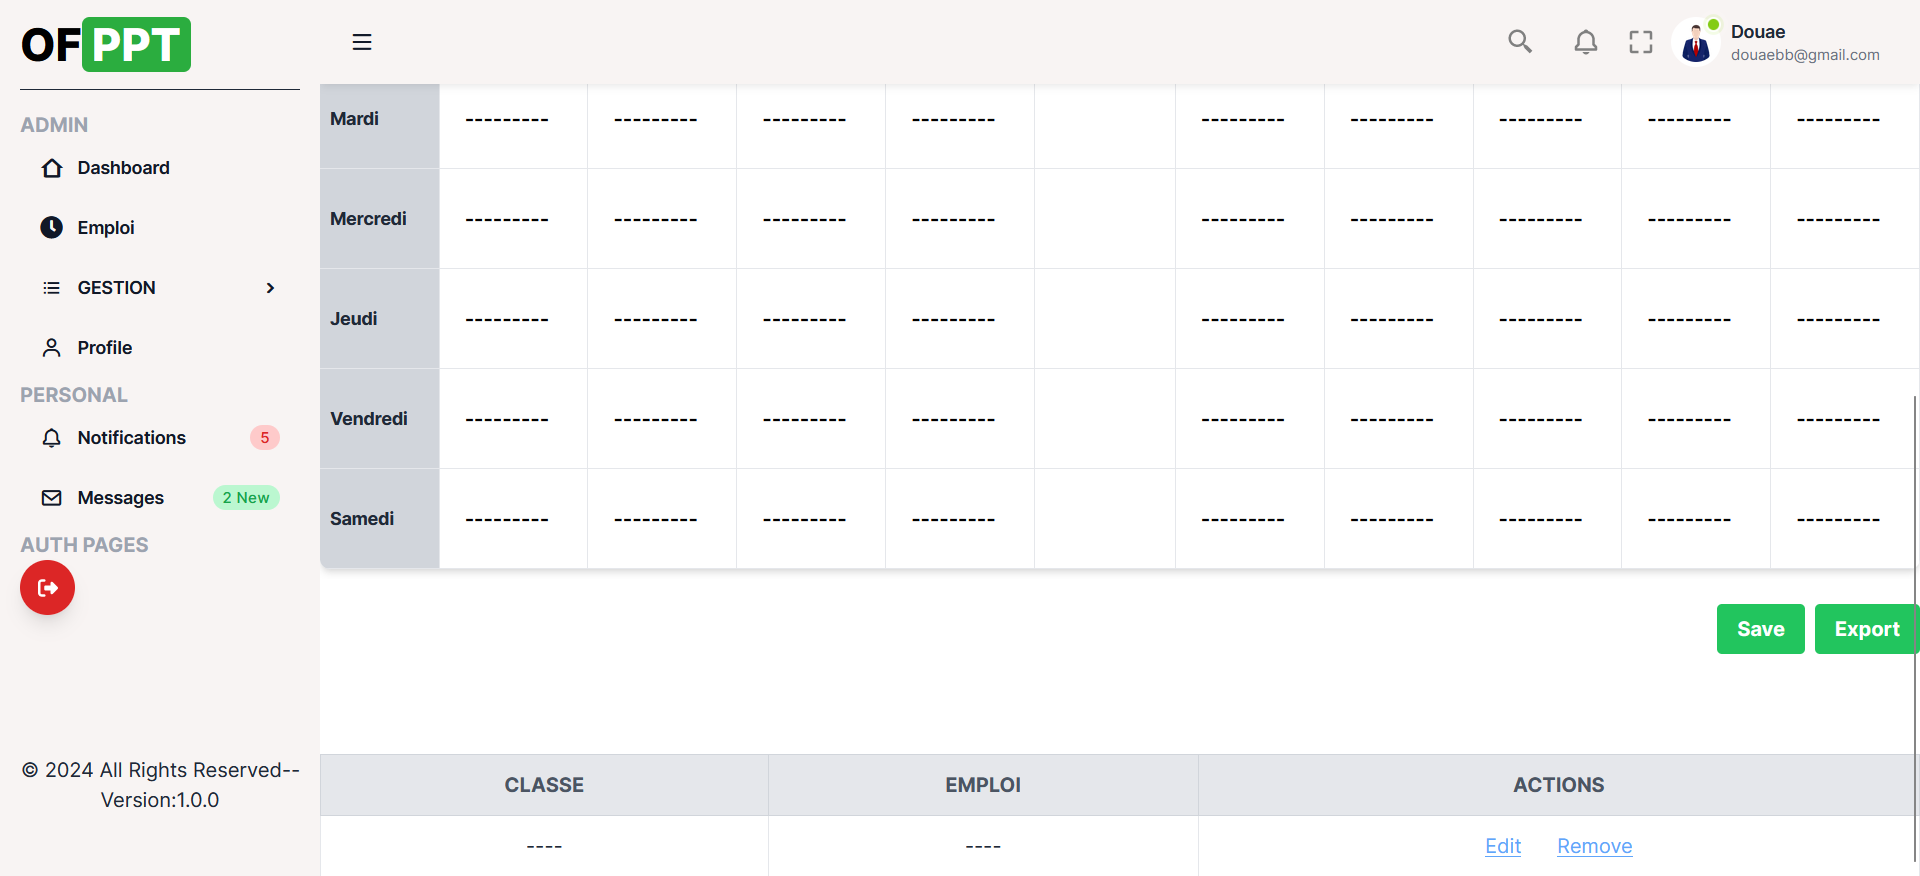 OFPPT
Douae
douaebb@gmail.com
ADMIN
Dashboard
Emploi
GESTION
Profile
PERSONAL
Notifications 5
Messages 2 New
AUTH PAGES
© 2024 All Rights Reserved--
Version:1.0.0
Mardi --------- --------- --------- --------- --------- --------- --------- --------- ---------
Mercredi --------- --------- --------- --------- --------- --------- --------- --------- ---------
Jeudi --------- --------- --------- --------- --------- --------- --------- --------- ---------
Vendredi --------- --------- --------- --------- --------- --------- --------- --------- ---------
Samedi --------- --------- --------- --------- --------- --------- --------- --------- ---------
Save Export
CLASSE EMPLOI ACTIONS
---- ---- Edit Remove